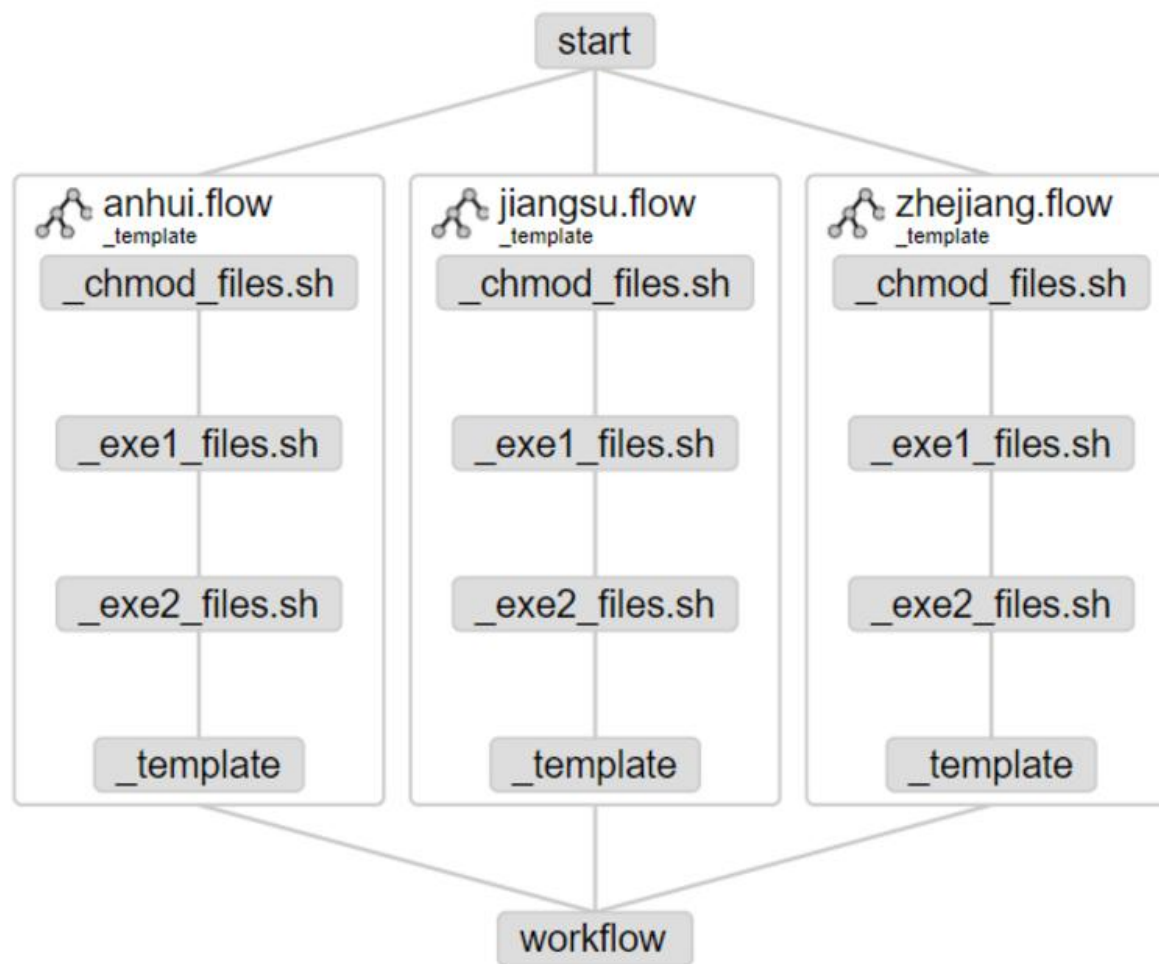 start
anhui.flow
_template
_chmod_files.sh
_exe1_files.sh
_exe2_files.sh
_template
jiangsu.flow
_template
_chmod_files.sh
_exe1_files.sh
_exe2_files.sh
_template
zhejiang.flow
_template
_chmod_files.sh
_exe1_files.sh
_exe2_files.sh
_template
workflow